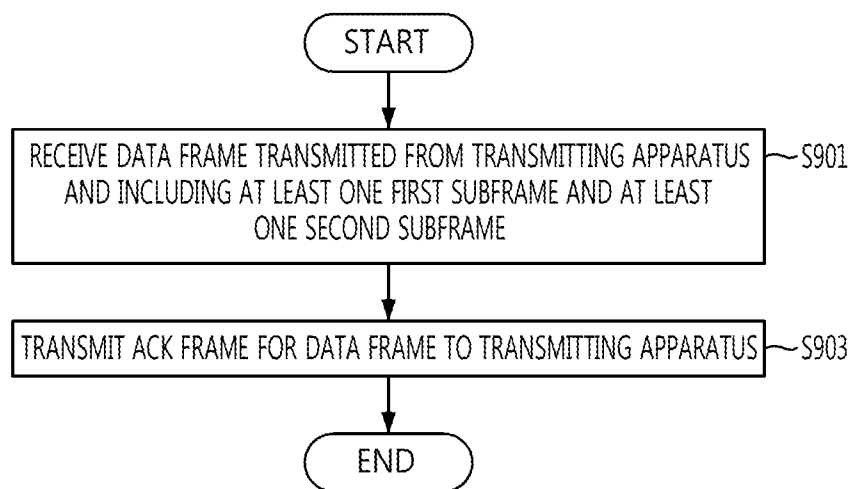 START
RECEIVE DATA FRAME TRANSMITTED FROM TRANSMITTING APPARATUS
AND INCLUDING AT LEAST ONE FIRST SUBFRAME AND AT LEAST
ONE SECOND SUBFRAME
S901
TRANSMIT ACK FRAME FOR DATA FRAME TO TRANSMITTING APPARATUS
S903
END